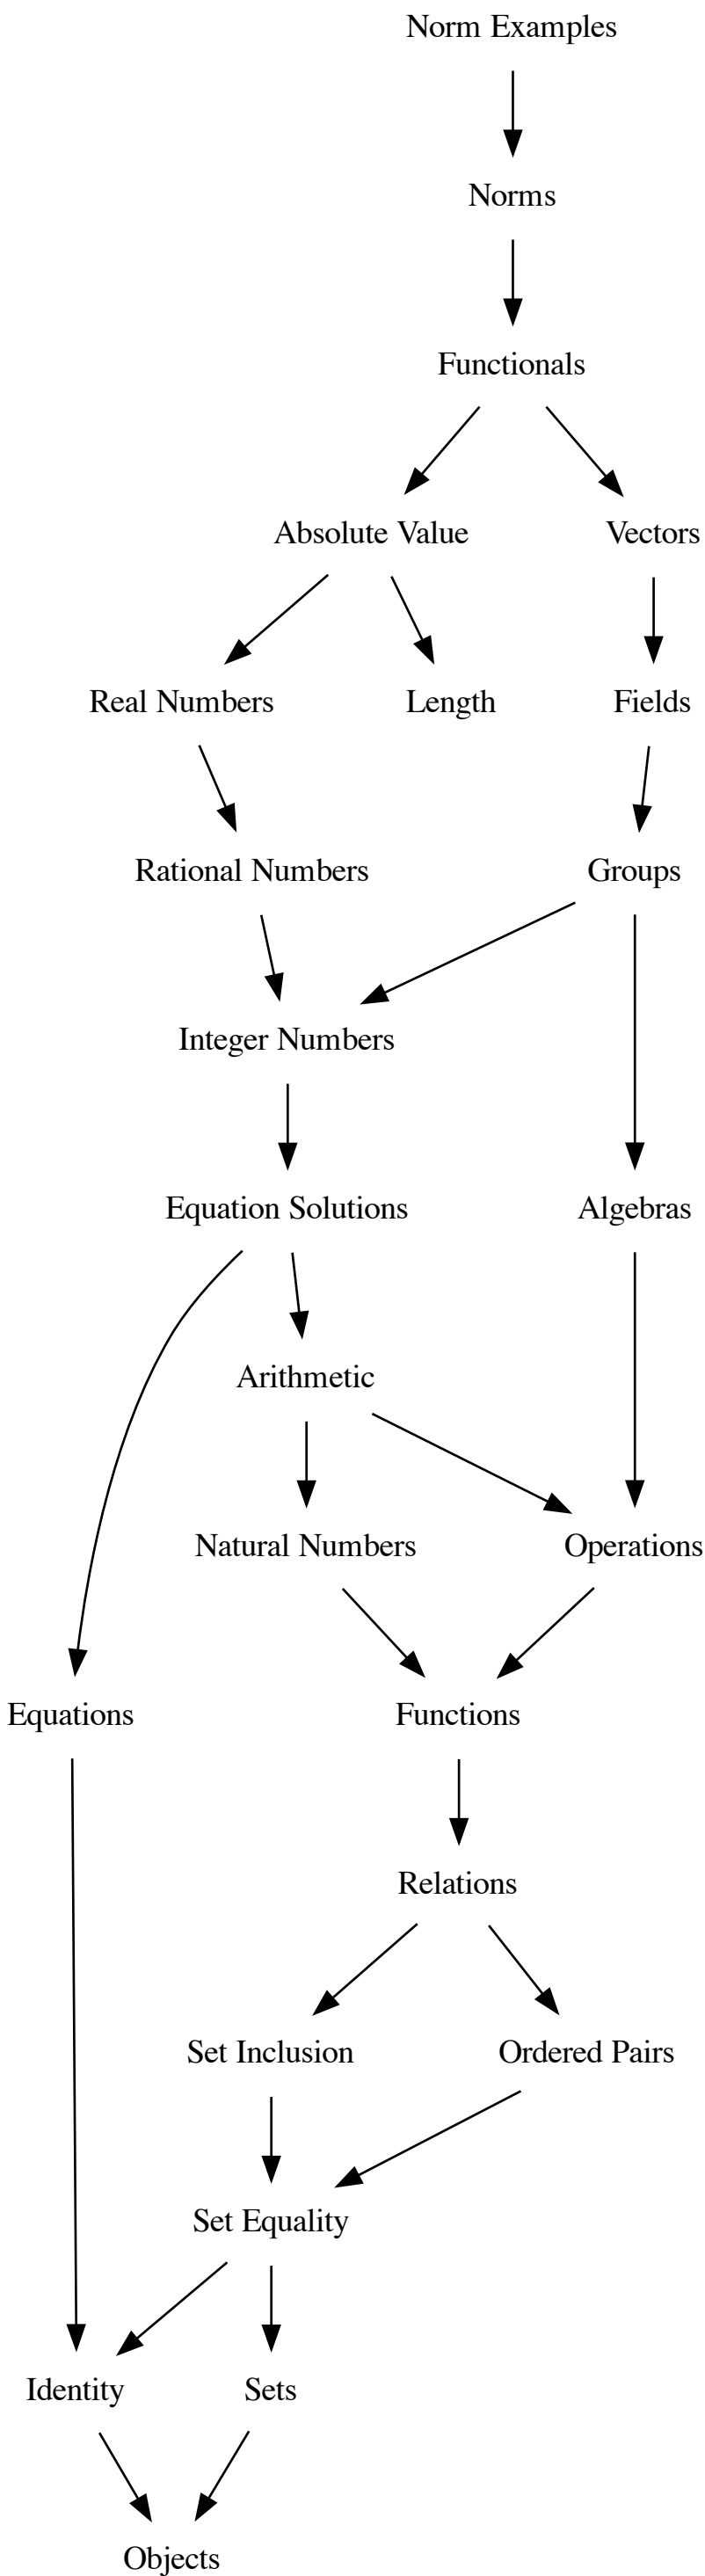 Norm Examples
Norms
Functionals
Absolute Value
Vectors
Real Numbers
Length
Fields
Rational Numbers
Groups
Integer Numbers
Equation Solutions
Algebras
Arithmetic
Natural Numbers
Operations
Equations
Functions
Relations
Set Inclusion
Ordered Pairs
Set Equality
Identity
Sets
Objects